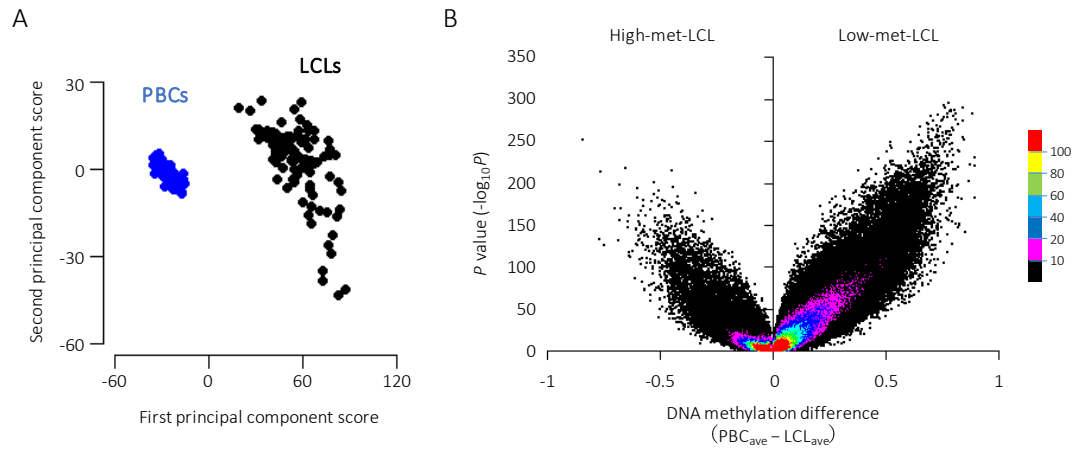 A
PBCs
LCLs
30
0
-30
-60
Second principal component score
-60
0
60
120
First principal component score
B
High-met-LCL
Low-met-LCL
350
300
250
200
150
100
50
0
P value (-log₁₀P)
-1
-0.5
0
0.5
1
DNA methylation difference
(PBCave – LCLave)
100
80
60
40
20
10